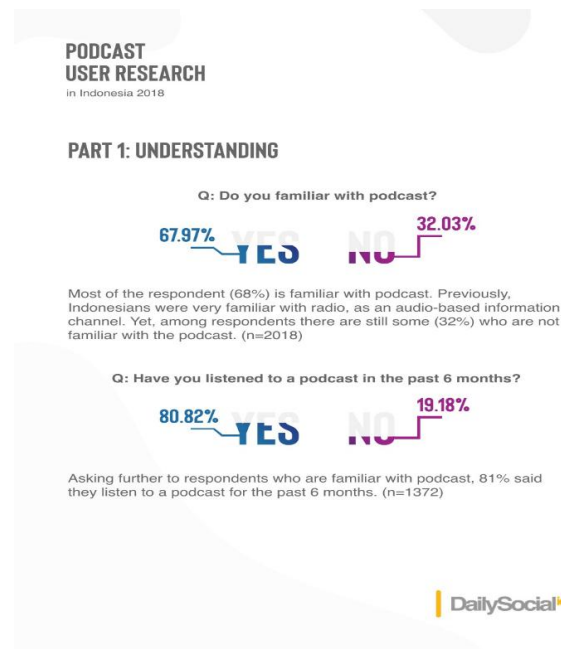 PODCAST
USER RESEARCH
in Indonesia 2018
PART 1: UNDERSTANDING
Q: Do you familiar with podcast?
67.97% YES NO 32.03%
Most of the respondent (68%) is familiar with podcast. Previously,
Indonesians were very familiar with radio, as an audio-based information
channel. Yet, among respondents there are still some (32%) who are not
familiar with the podcast. (n=2018)
Q: Have you listened to a podcast in the past 6 months?
80.82% YES NO 19.18%
Asking further to respondents who are familiar with podcast, 81% said
they listen to a podcast for the past 6 months. (n=1372)
DailySocial